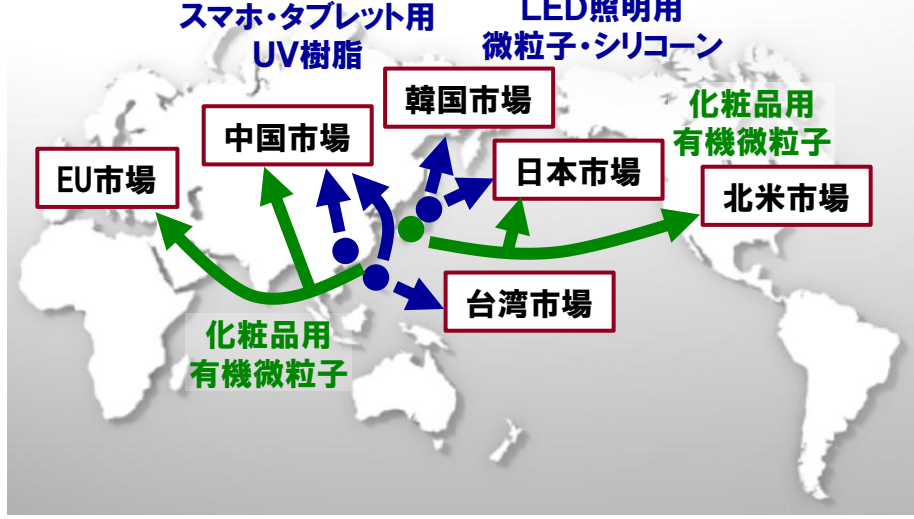 スマホ・タブレット用
UV樹脂
LED照明用
微粒子・シリコーン
韓国市場
化粧品用
有機微粒子
中国市場
EU市場
日本市場
北米市場
台湾市場
化粧品用
有機微粒子